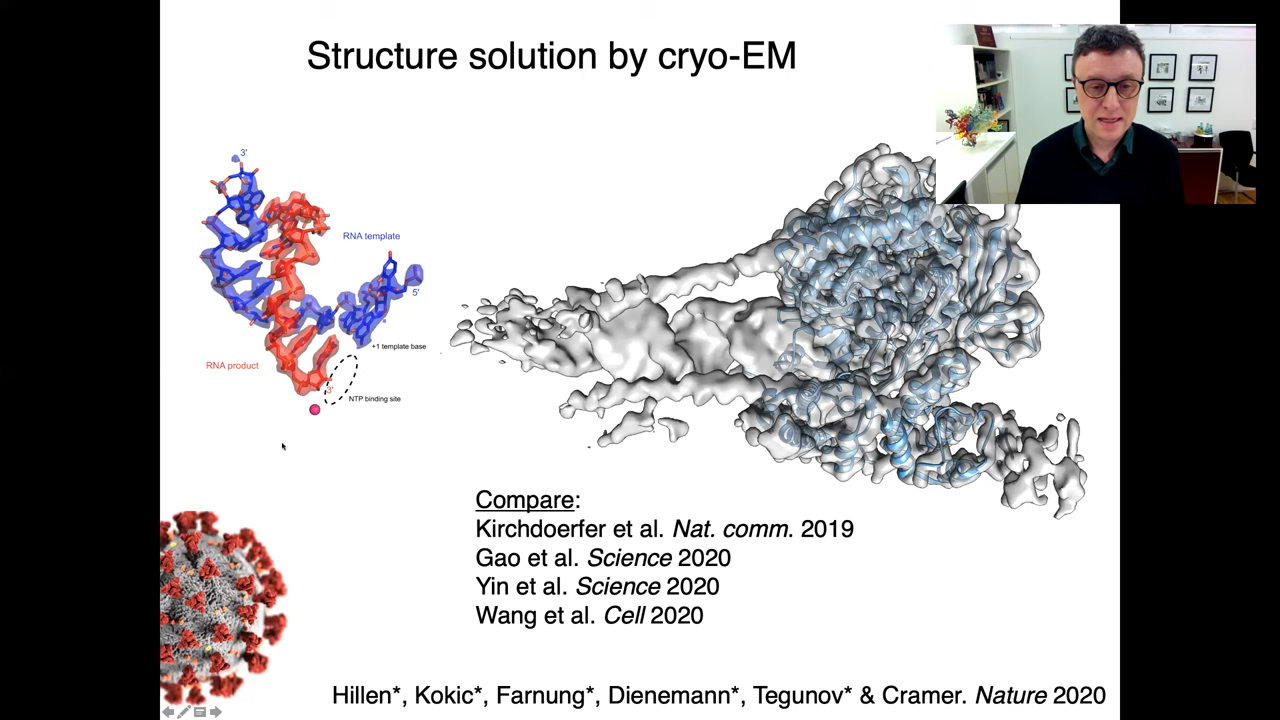 Structure solution by cryo-EM
3'
RNA template
5'
+1 template base
RNA product
3'
NTP binding site
Compare:
Kirchdoerfer et al. Nat. comm. 2019
Gao et al. Science 2020
Yin et al. Science 2020
Wang et al. Cell 2020
Hillen*, Kokic*, Farnung*, Dienemann*, Tegunov* & Cramer. Nature 2020